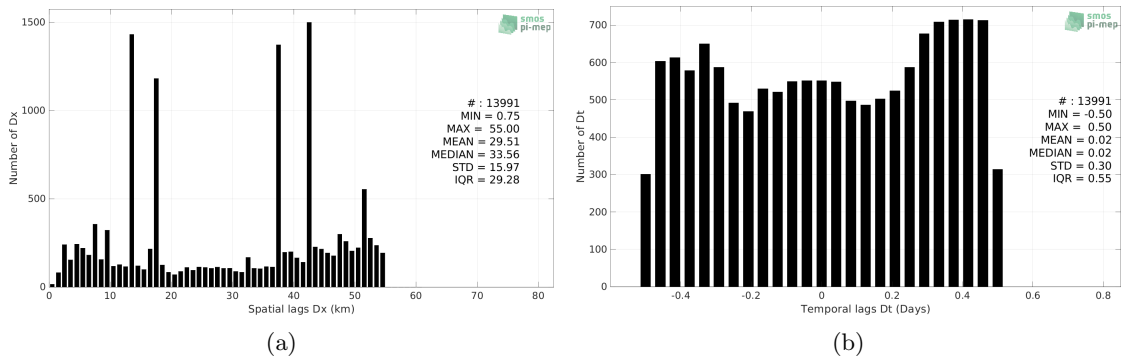 1500
1000
500
0
0 10 20 30 40 50 60 70 80
Number of Dx
Spatial lags Dx (km)
smos
pi-mep
# : 13991
MIN = 0.75
MAX = 55.00
MEAN = 29.51
MEDIAN = 33.56
STD = 15.97
IQR = 29.28
(a)
700
600
500
400
300
200
100
0
-0.4 -0.2 0 0.2 0.4 0.6 0.8
Number of Dt
Temporal lags Dt (Days)
smos
pi-mep
# : 13991
MIN = -0.50
MAX = 0.50
MEAN = 0.02
MEDIAN = 0.02
STD = 0.30
IQR = 0.55
(b)